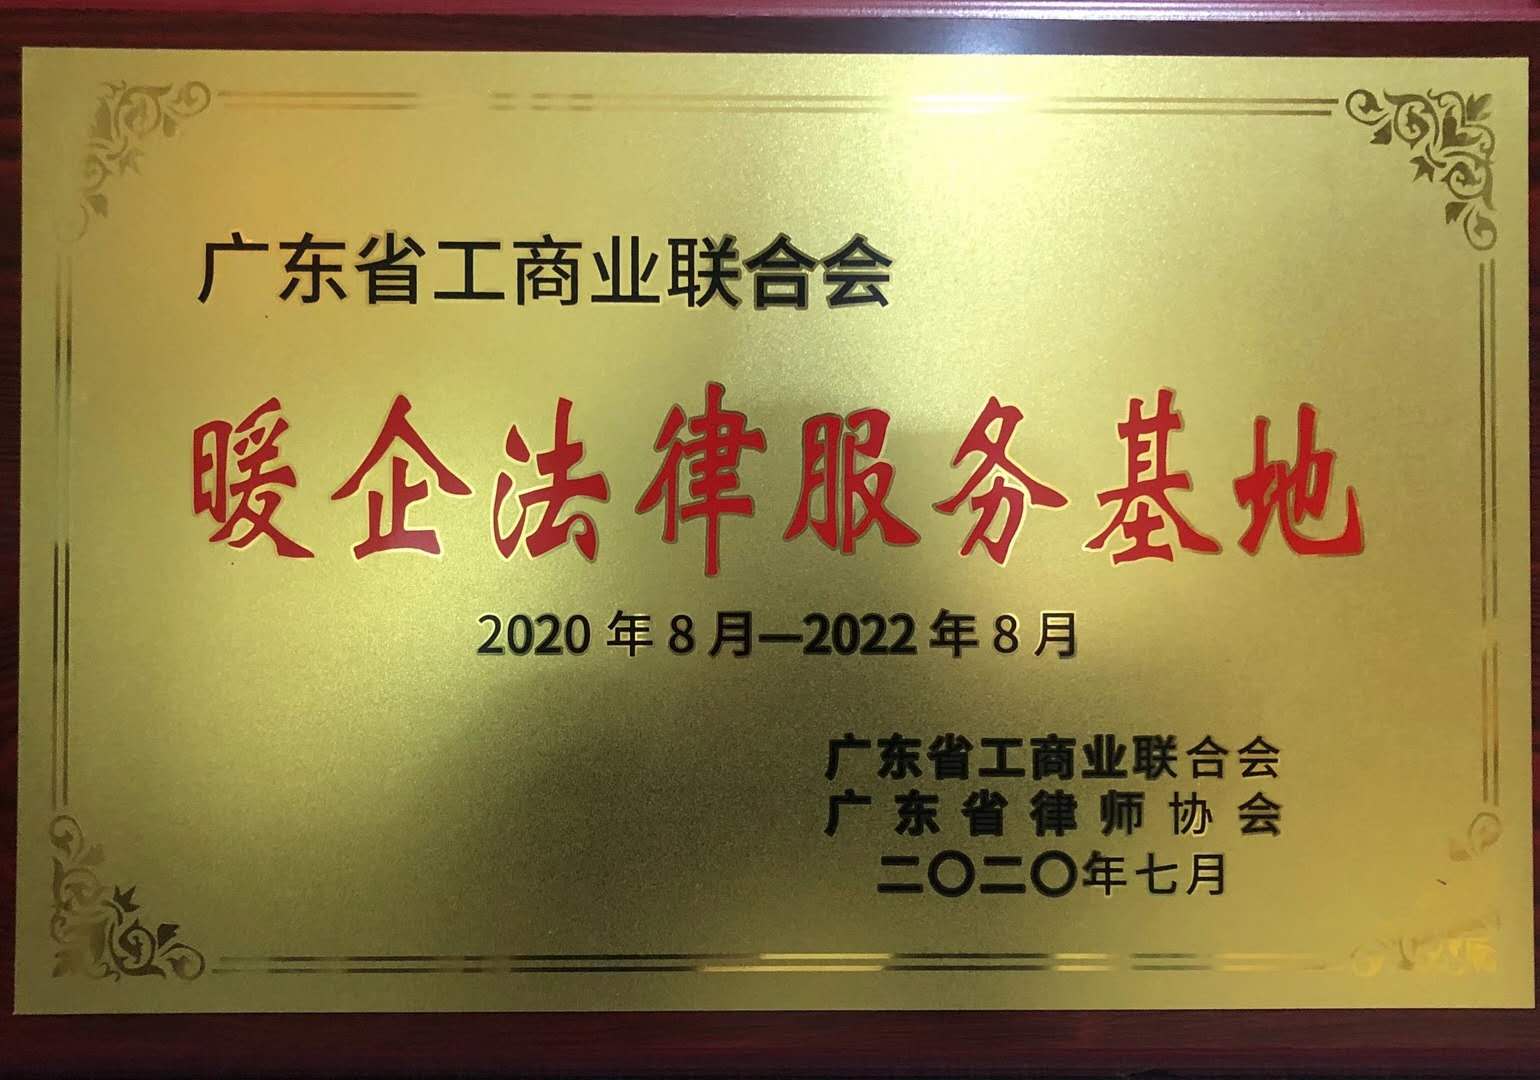 广东省工商业联合会
暖企法律服务基地
2020年8月—2022年8月
广东省工商业联合会
广东省律师协会
二〇二〇年七月